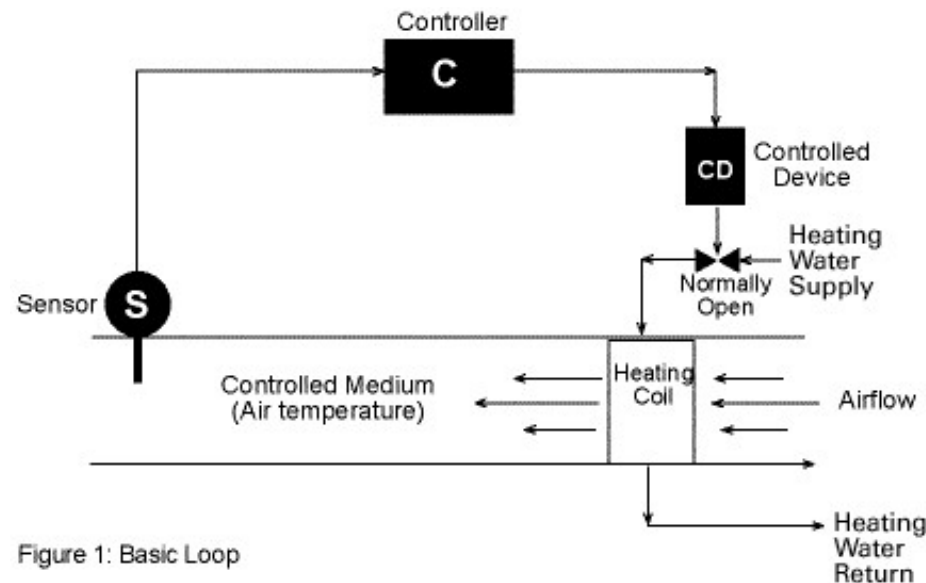 Controller
C
CD
Controlled
Device
Heating
Water
Supply
Normally
Open
Sensor
S
Controlled Medium
(Air temperature)
Heating
Coil
Airflow
Heating
Water
Return
Figure 1: Basic Loop